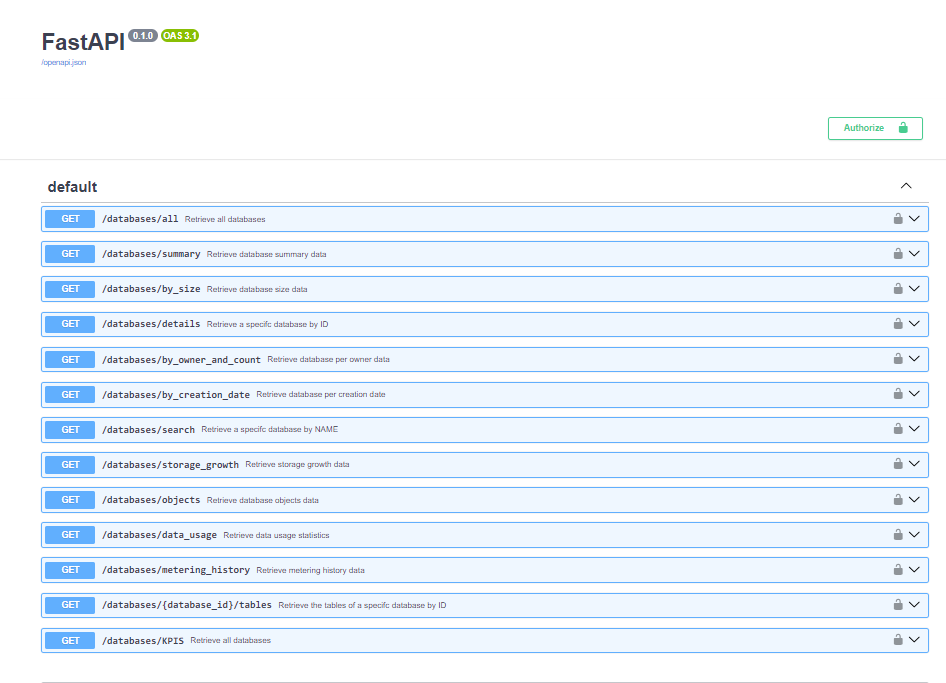 FastAPI 0.1.0 OAS 3.1
/openapi.json
Authorize
default
GET /databases/all Retrieve all databases
GET /databases/summary Retrieve database summary data
GET /databases/by_size Retrieve database size data
GET /databases/details Retrieve a specifc database by ID
GET /databases/by_owner_and_count Retrieve database per owner data
GET /databases/by_creation_date Retrieve database per creation date
GET /databases/search Retrieve a specifc database by NAME
GET /databases/storage_growth Retrieve storage growth data
GET /databases/objects Retrieve database objects data
GET /databases/data_usage Retrieve data usage statistics
GET /databases/metering_history Retrieve metering history data
GET /databases/{database_id}/tables Retrieve the tables of a specifc database by ID
GET /databases/KPIS Retrieve all databases